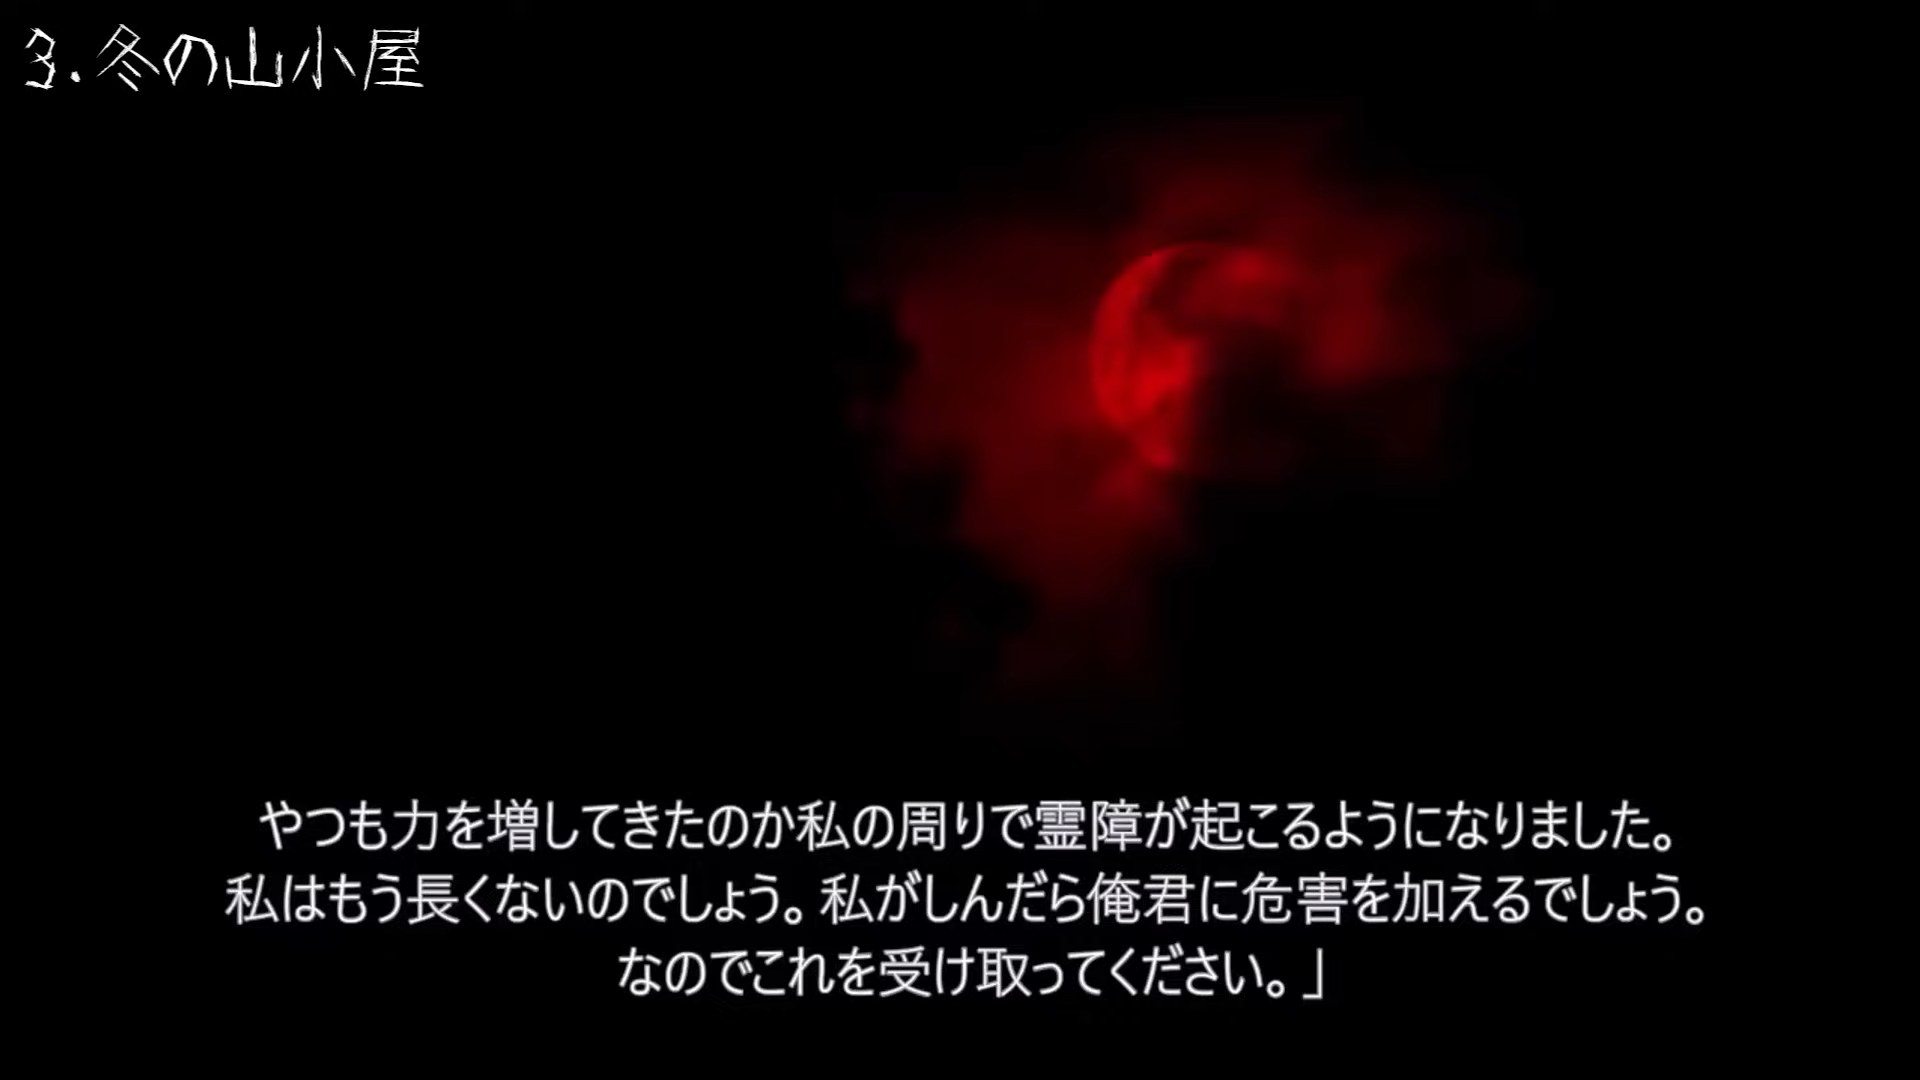 3.冬の山小屋
やつも力を増してきたのか私の周りで霊障が起こるようになりました。
私はもう長くないのでしょう。私がしんだら俺君に危害を加えるでしょう。
なのでこれを受け取ってください。」